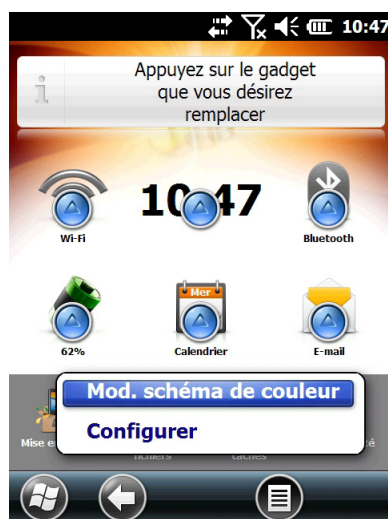 10:47
Appuyez sur le gadget
que vous désirez
remplacer
10:47
Wi-Fi
Bluetooth
Mer
62%
Calendrier
E-mail
Mod. schéma de couleur
Configurer